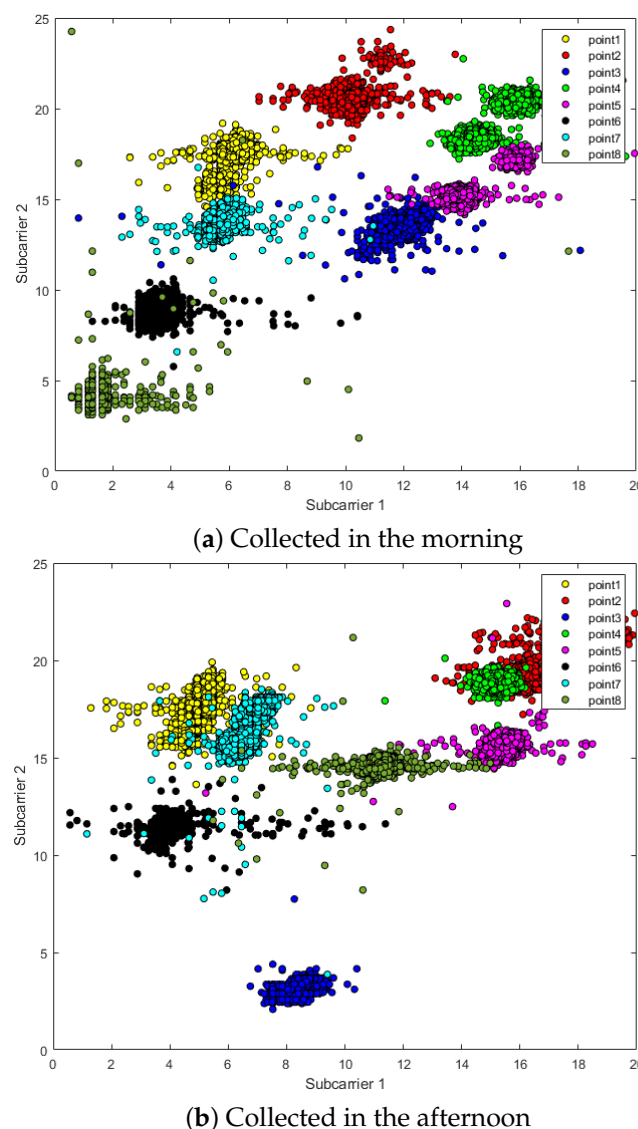 25
20
15
10
5
0
Subcarrier 2
point1
point2
point3
point4
point5
point6
point7
point8
0 2 4 6 8 10 12 14 16 18 20
Subcarrier 1
(a) Collected in the morning
25
20
15
10
5
0
Subcarrier 2
point1
point2
point3
point4
point5
point6
point7
point8
0 2 4 6 8 10 12 14 16 18 20
Subcarrier 1
(b) Collected in the afternoon